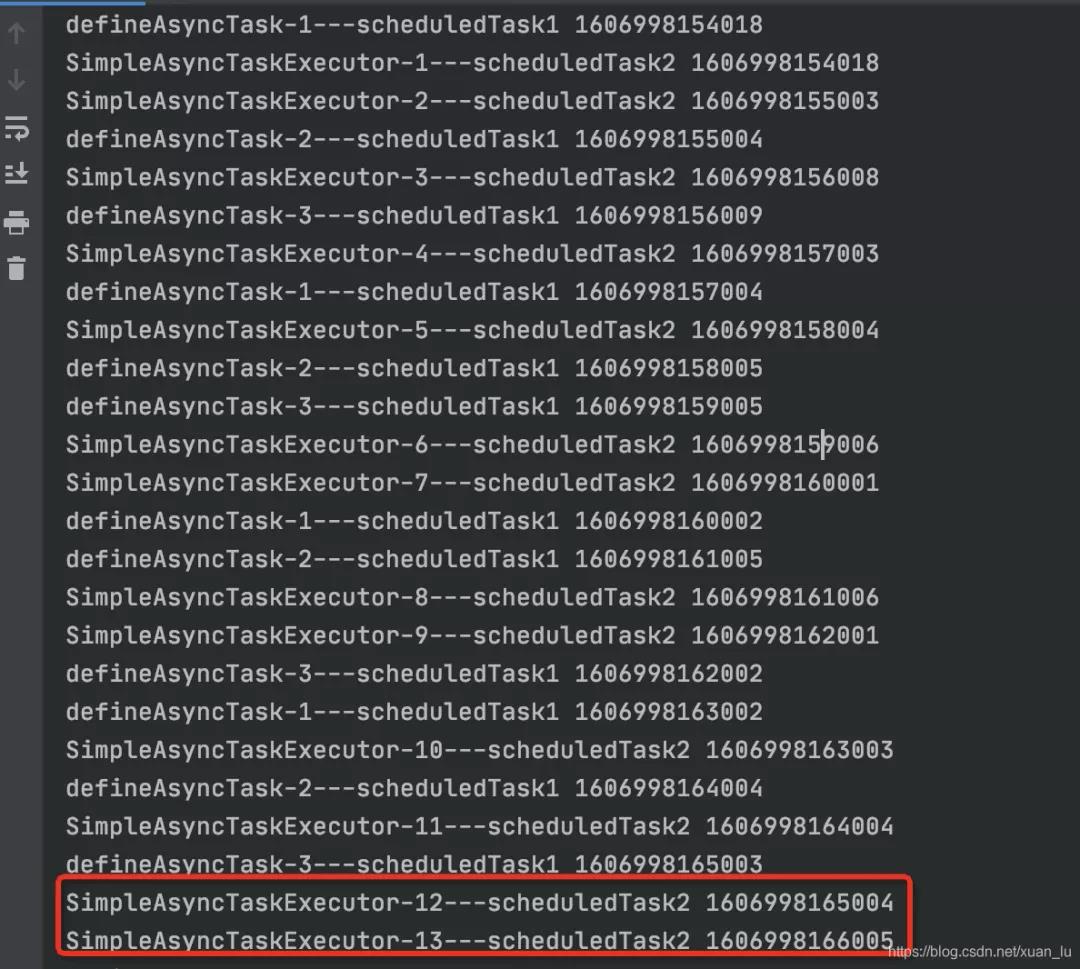 defineAsyncTask-1---scheduledTask1 1606998154018
SimpleAsyncTaskExecutor-1---scheduledTask2 1606998154018
SimpleAsyncTaskExecutor-2---scheduledTask2 1606998155003
defineAsyncTask-2---scheduledTask1 1606998155004
SimpleAsyncTaskExecutor-3---scheduledTask2 1606998156008
defineAsyncTask-3---scheduledTask1 1606998156009
SimpleAsyncTaskExecutor-4---scheduledTask2 1606998157003
defineAsyncTask-1---scheduledTask1 1606998157004
SimpleAsyncTaskExecutor-5---scheduledTask2 1606998158004
defineAsyncTask-2---scheduledTask1 1606998158005
defineAsyncTask-3---scheduledTask1 1606998159005
SimpleAsyncTaskExecutor-6---scheduledTask2 1606998159006
SimpleAsyncTaskExecutor-7---scheduledTask2 1606998160001
defineAsyncTask-1---scheduledTask1 1606998160002
defineAsyncTask-2---scheduledTask1 1606998161005
SimpleAsyncTaskExecutor-8---scheduledTask2 1606998161006
SimpleAsyncTaskExecutor-9---scheduledTask2 1606998162001
defineAsyncTask-3---scheduledTask1 1606998162002
defineAsyncTask-1---scheduledTask1 1606998163002
SimpleAsyncTaskExecutor-10---scheduledTask2 1606998163003
defineAsyncTask-2---scheduledTask1 1606998164004
SimpleAsyncTaskExecutor-11---scheduledTask2 1606998164004
defineAsyncTask-3---scheduledTask1 1606998165003
SimpleAsyncTaskExecutor-12---scheduledTask2 1606998165004
SimpleAsyncTaskExecutor-13---scheduledTask2 1606998166005
https://blog.csdn.net/xuan_lu